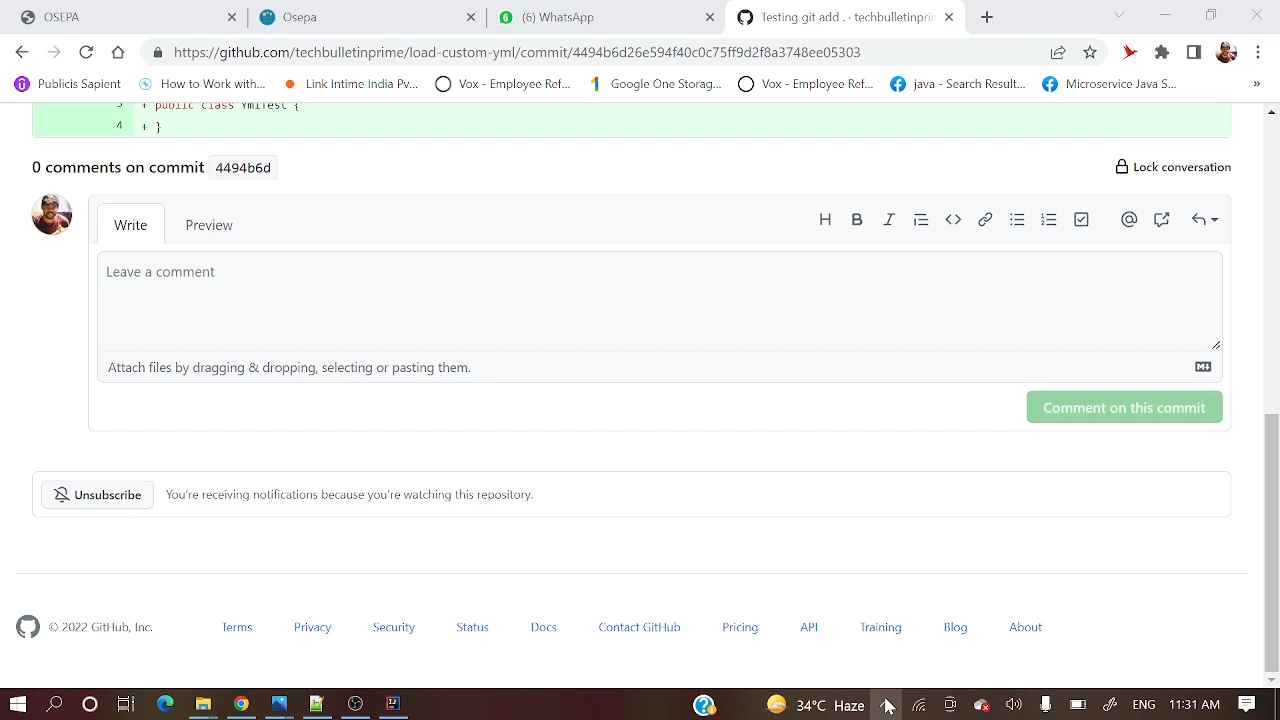 OSEPA
Osepa
(6) WhatsApp
Testing git add . · techbulletinprim
https://github.com/techbulletinprime/load-custom-yml/commit/4494b6d26e594f40c0c75ff9c2f8a3748ee05303
Publicis Sapient
How to Work with...
Link Intime India Pv...
Vox - Employee Ref...
Google One Storag...
Vox - Employee Ref...
java - Search Result...
Microservice Java S...
»
3 + public class YmlTest {
4 + }
0 comments on commit 4494b6d
Lock conversation
Write
Preview
Leave a comment
Attach files by dragging & dropping, selecting or pasting them.
Comment on this commit
Unsubscribe
You're receiving notifications because you're watching this repository.
© 2022 GitHub, Inc.
Terms
Privacy
Security
Status
Docs
Contact GitHub
Pricing
API
Training
Blog
About
34°C Haze
ENG
11:31 AM